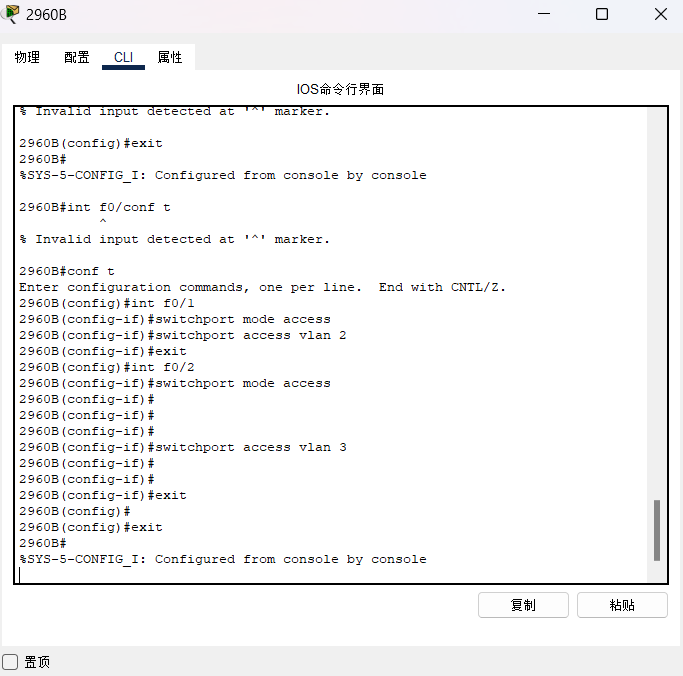 2960B
物理 配置 CLI 属性
IOS命令行界面
% Invalid input detected at '^' marker.
2960B(config)#exit
2960B#
%SYS-5-CONFIG_I: Configured from console by console
2960B#int f0/conf t
^
% Invalid input detected at '^' marker.
2960B#conf t
Enter configuration commands, one per line.  End with CNTL/Z.
2960B(config)#int f0/1
2960B(config-if)#switchport mode access
2960B(config-if)#switchport access vlan 2
2960B(config-if)#exit
2960B(config)#int f0/2
2960B(config-if)#switchport mode access
2960B(config-if)#
2960B(config-if)#
2960B(config-if)#
2960B(config-if)#switchport access vlan 3
2960B(config-if)#
2960B(config-if)#
2960B(config-if)#exit
2960B(config)#
2960B(config)#exit
2960B#
%SYS-5-CONFIG_I: Configured from console by console
复制 粘贴
置顶